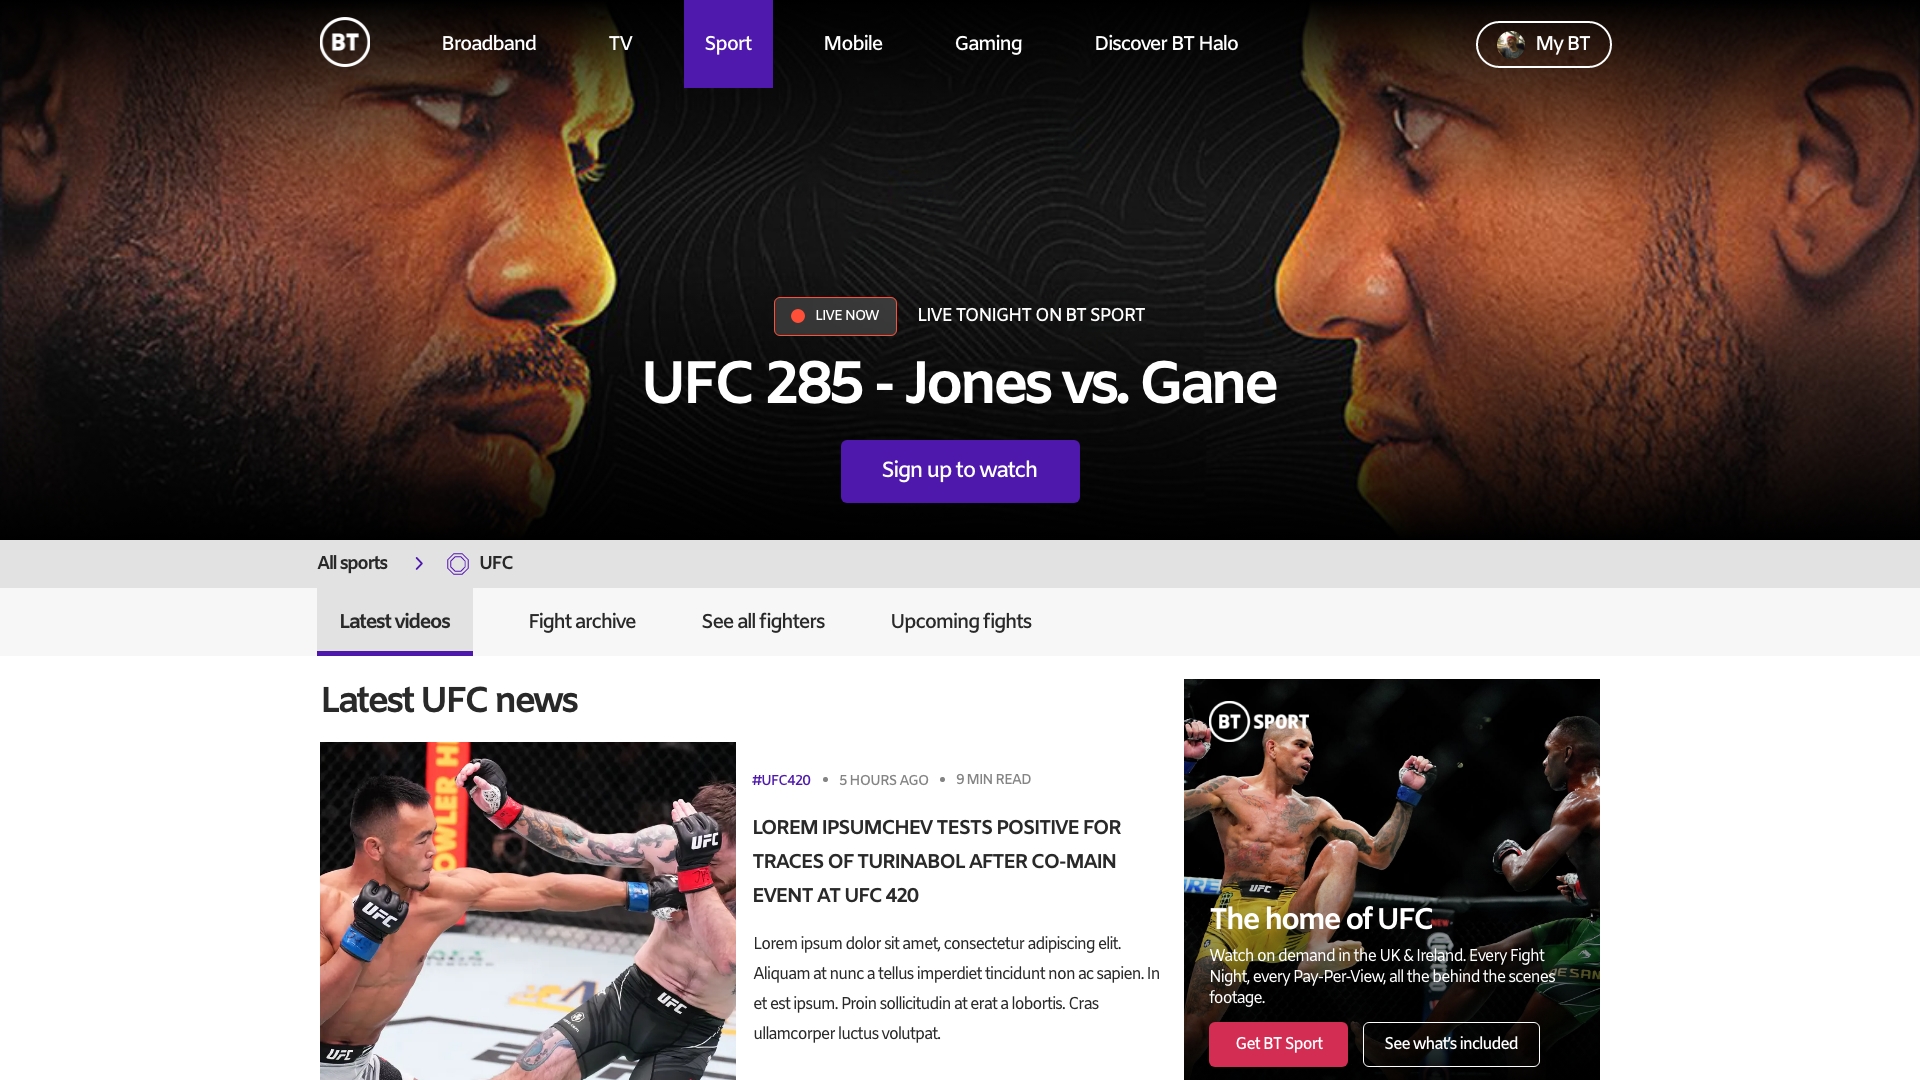 BT
Broadband
TV
Sport
Mobile
Gaming
Discover BT Halo
My BT
LIVE NOW
LIVE TONIGHT ON BT SPORT
UFC 285 - Jones vs. Gane
Sign up to watch
All sports
UFC
Latest videos
Fight archive
See all fighters
Upcoming fights
Latest UFC news
OWLER
UFC
UFC
UFC
UFC
#UFC420 • 5 HOURS AGO • 9 MIN READ
LOREM IPSUMCHEV TESTS POSITIVE FOR
TRACES OF TURINABOL AFTER CO-MAIN
EVENT AT UFC 420
Lorem ipsum dolor sit amet, consectetur adipiscing elit.
Aliquam at nunc a tellus imperdiet tincidunt non ac sapien. In
et est ipsum. Proin sollicitudin at erat a lobortis. Cras
ullamcorper luctus volutpat.
BT SPORT
UFC
The home of UFC
Watch on demand in the UK & Ireland. Every Fight
Night, every Pay-Per-View, all the behind the scenes
footage.
Get BT Sport
See what's included